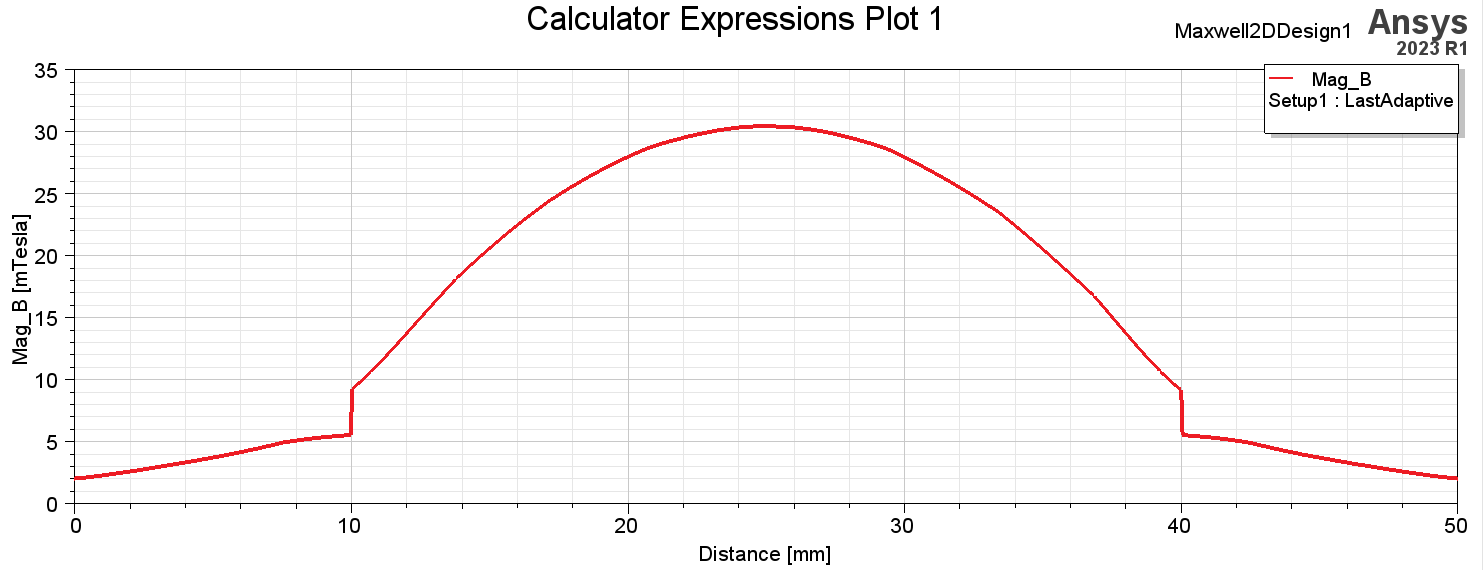 Calculator Expressions Plot 1
Maxwell2DDesign1
Ansys
2023 R1
Mag_B
Setup1 : LastAdaptive
35
30
25
20
15
10
5
0
Mag_B [mTesla]
0 10 20 30 40 50
Distance [mm]